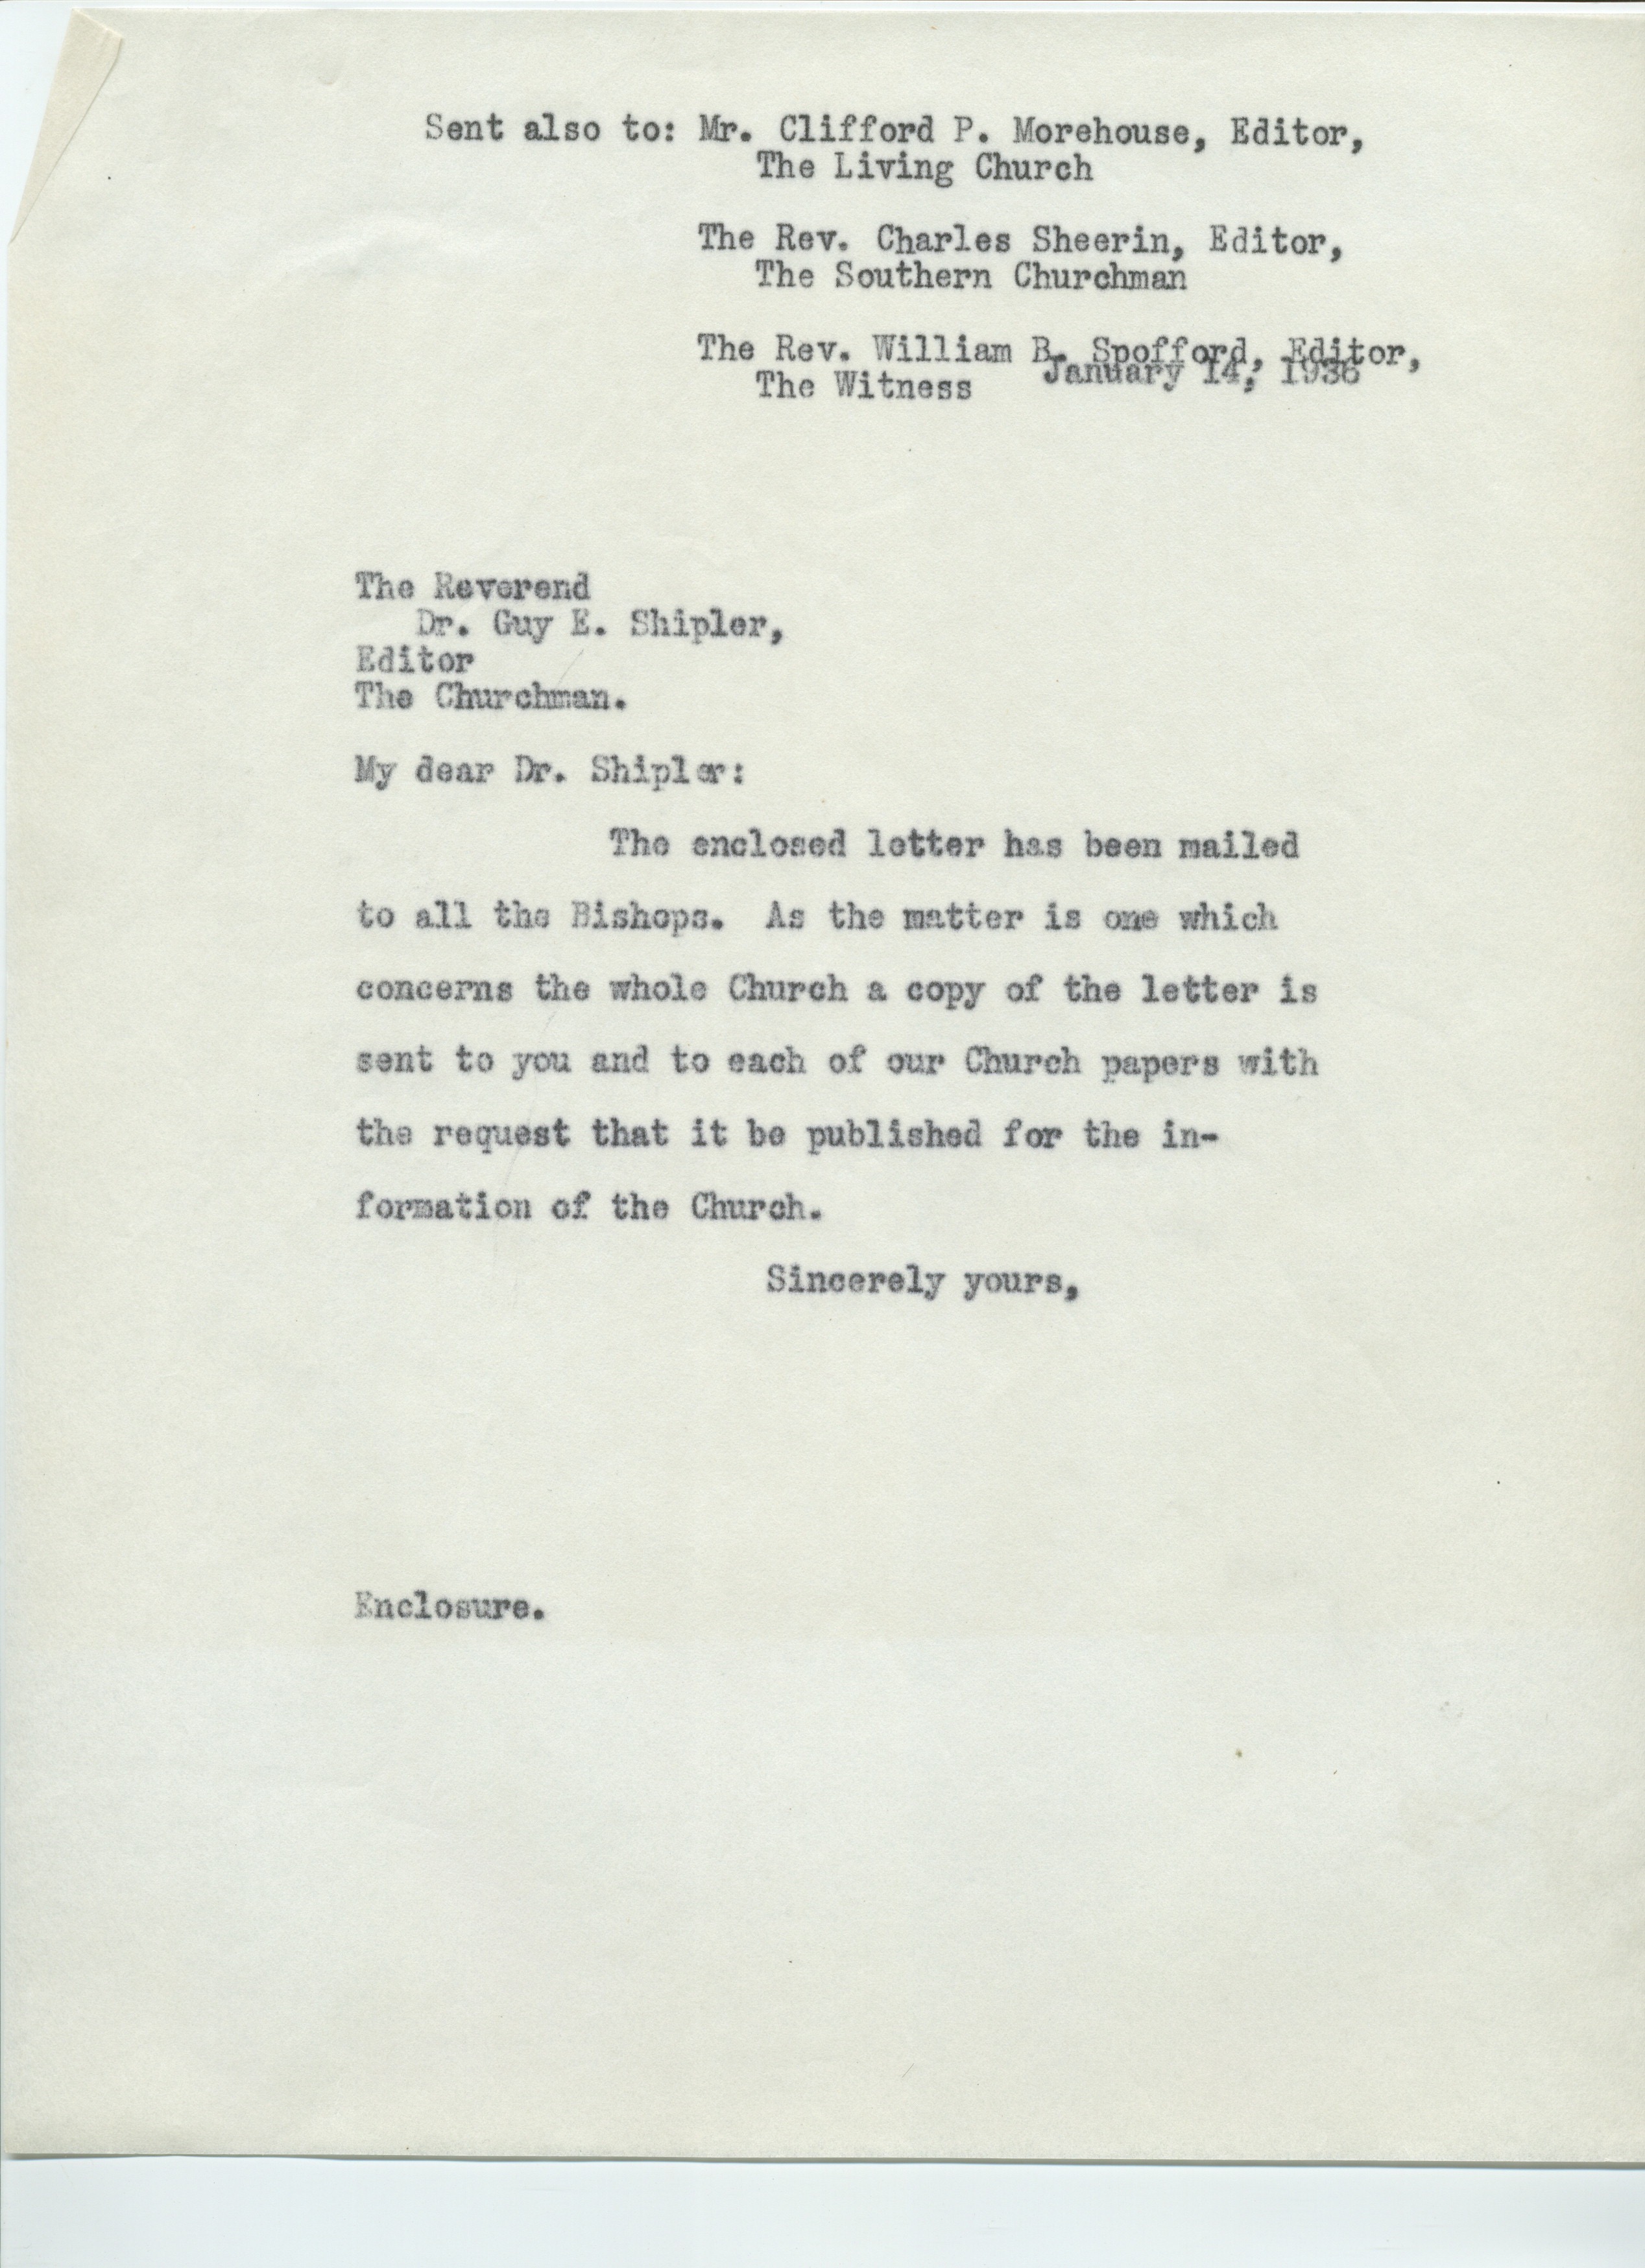 Sent also to: Mr. Clifford P. Morehouse, Editor,
The Living Church
The Rev. Charles Sheerin, Editor,
The Southern Churchman
The Rev. William B. Spofford, Editor,
January 14, 1936
The Witness
The Reverend
Dr. Guy E. Shipler,
Editor
The Churchman.
My dear Dr. Shipler:
The enclosed letter has been mailed
to all the Bishops. As the matter is one which
concerns the whole Church a copy of the letter is
sent to you and to each of our Church papers with
the request that it be published for the in-
formation of the Church.
Sincerely yours,
Enclosure.